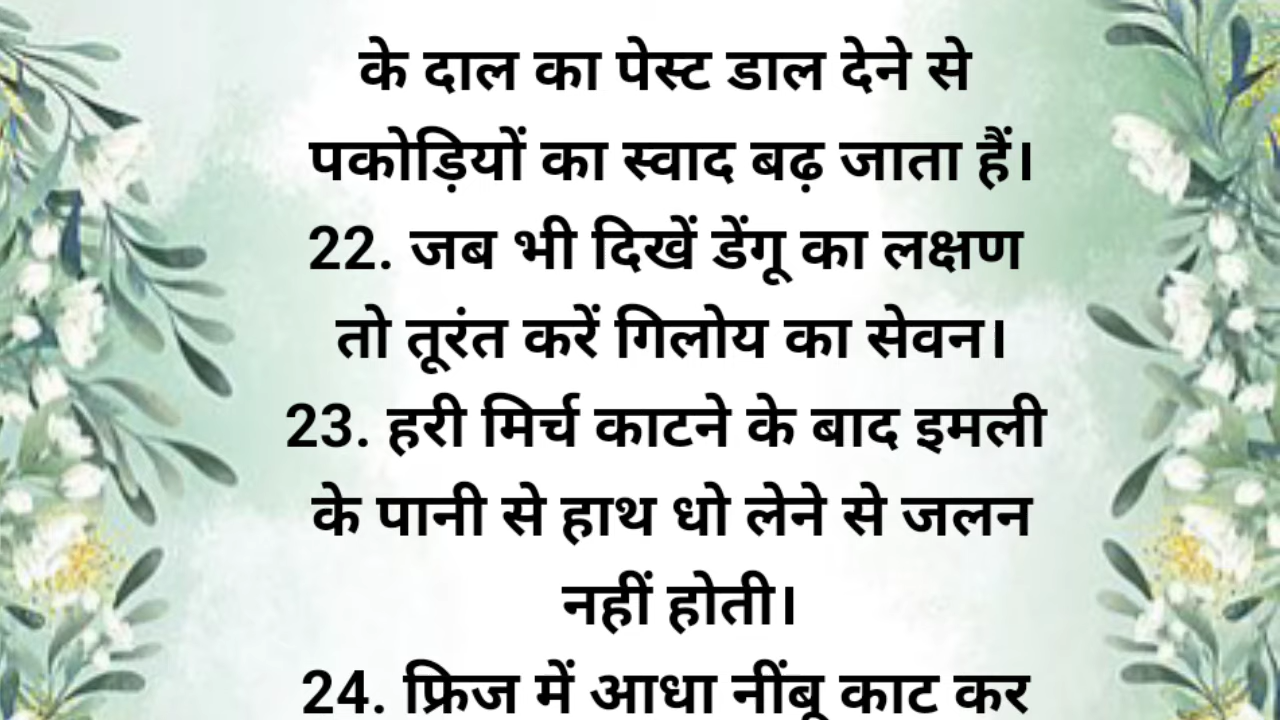 के दाल का पेस्ट डाल देने से
पकोड़ियों का स्वाद बढ़ जाता हैं।
22. जब भी दिखें डेंगू का लक्षण
तो तूरंत करें गिलोय का सेवन।
23. हरी मिर्च काटने के बाद इमली
के पानी से हाथ धो लेने से जलन
नहीं होती।
24. फ्रिज में आधा नींबू काट कर